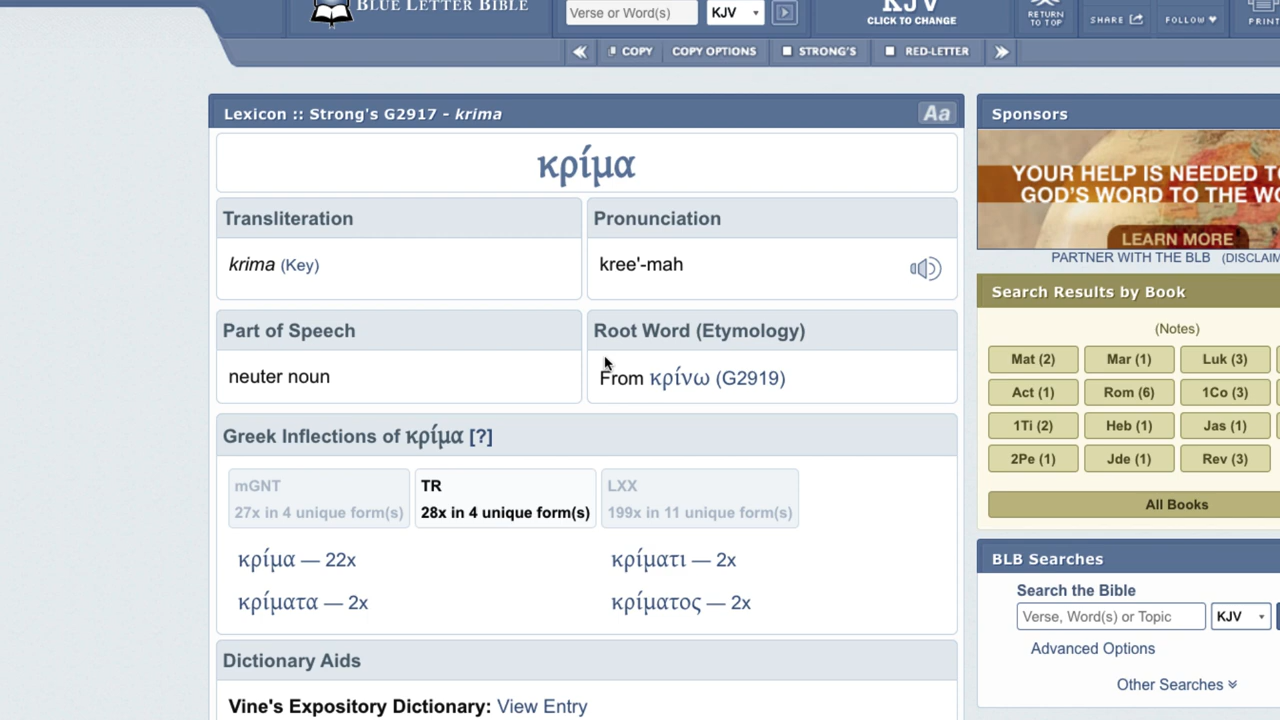 BLUE LETTER BIBLE
Verse or Word(s)
KJV
KJV
CLICK TO CHANGE
RETURN
TO TOP
SHARE
FOLLOW
PRINT
COPY
COPY OPTIONS
STRONG'S
RED-LETTER
Lexicon :: Strong's G2917 - krima
Aa
κρίμα
Transliteration
Pronunciation
krima (Key)
kree'-mah
Part of Speech
Root Word (Etymology)
neuter noun
From κρίνω (G2919)
Greek Inflections of κρίμα [?]
mGNT
27x in 4 unique form(s)
TR
28x in 4 unique form(s)
LXX
199x in 11 unique form(s)
κρίμα — 22x
κρίματι — 2x
κρίματα — 2x
κρίματος — 2x
Dictionary Aids
Vine's Expository Dictionary: View Entry
Sponsors
YOUR HELP IS NEEDED
GOD'S WORD TO THE
LEARN MORE
PARTNER WITH THE BLB
Search Results by Book
(Notes)
Mat (2)
Mar (1)
Luk (3)
Act (1)
Rom (6)
1Co (3)
1Ti (2)
Heb (1)
Jas (1)
2Pe (1)
Jde (1)
Rev (3)
All Books
BLB Searches
Search the Bible
Verse, Word(s) or Topic
KJV
Advanced Options
Other Searches